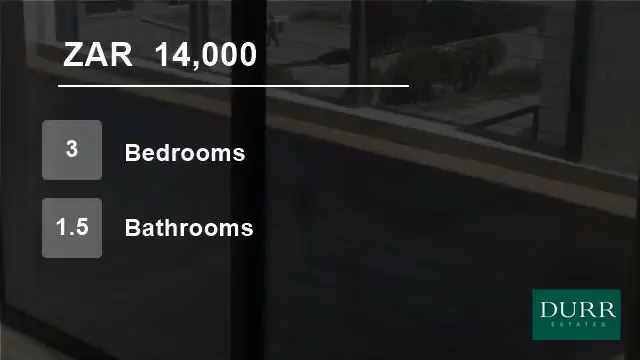 ZAR 14,000
3 Bedrooms
1.5 Bathrooms
DURR
ESTATES